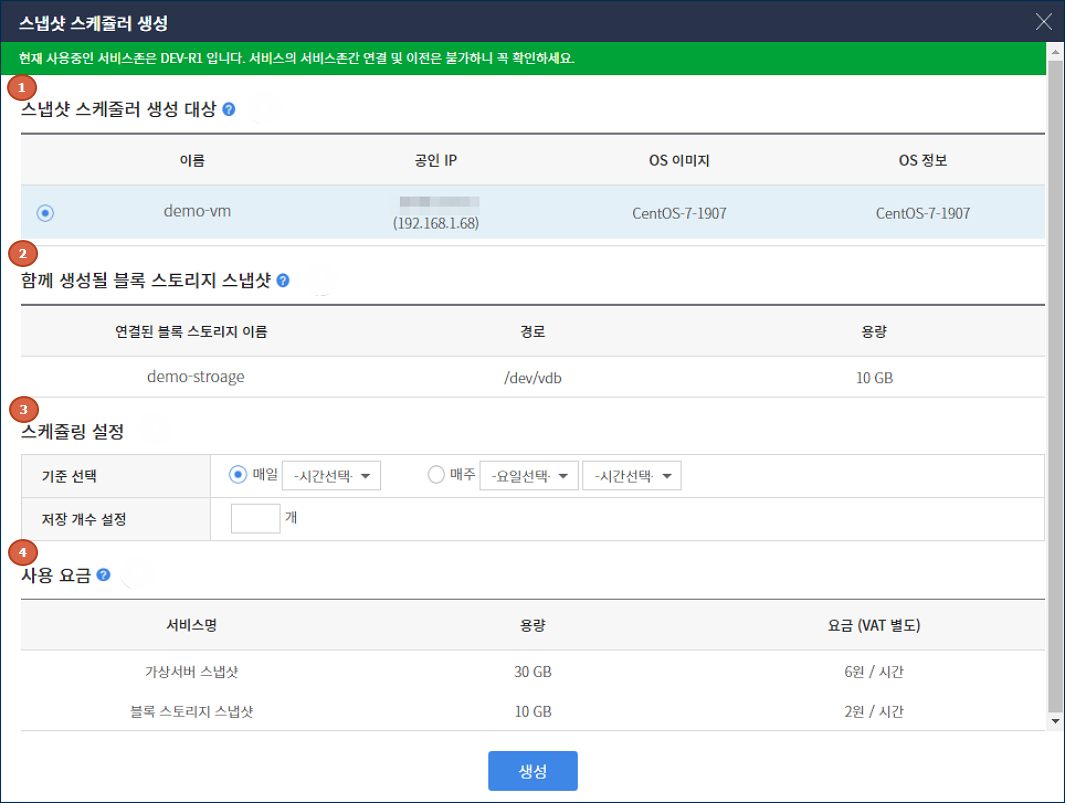 스냅샷 스케줄러 생성
현재 사용중인 서비스존은 DEV-R1 입니다. 서비스의 서비스존간 연결 및 이전은 불가하니 꼭 확인하세요.
1
스냅샷 스케줄러 생성 대상 ?
이름 공인 IP OS 이미지 OS 정보
demo-vm (192.168.1.68) CentOS-7-1907 CentOS-7-1907
2
함께 생성될 블록 스토리지 스냅샷 ?
연결된 블록 스토리지 이름 경로 용량
demo-stroage /dev/vdb 10 GB
3
스케쥴링 설정
기준 선택 매일 -시간선택- 매주 -요일선택- -시간선택-
저장 개수 설정 개
4
사용 요금 ?
서비스명 용량 요금 (VAT 별도)
가상서버 스냅샷 30 GB 6원 / 시간
블록 스토리지 스냅샷 10 GB 2원 / 시간
생성